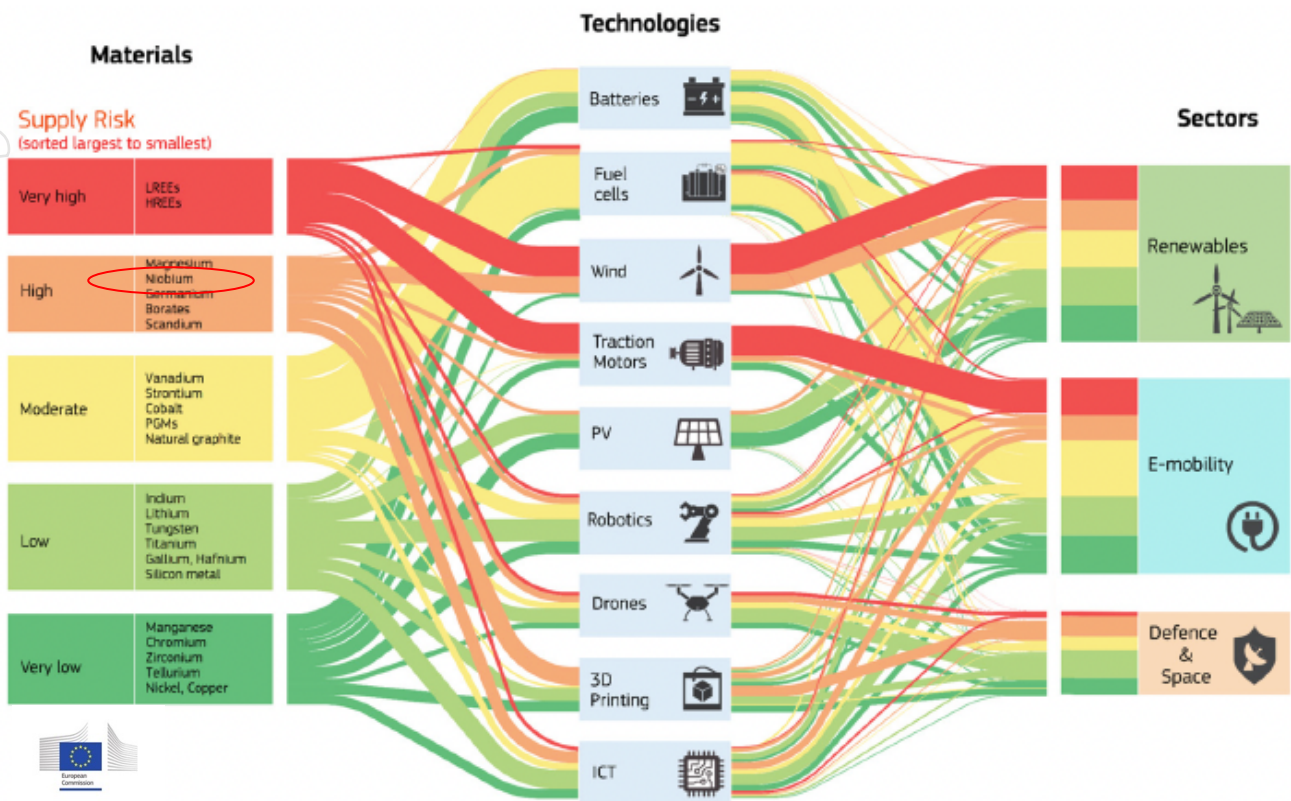 Technologies
Materials
Supply Risk
(sorted largest to smallest)
Sectors
Very high
LREEs
HREEs
High
Magnesium
Niobium
Germanium
Borates
Scandium
Moderate
Vanadium
Strontium
Cobalt
PGMs
Natural graphite
Low
Indium
Lithium
Tungsten
Titanium
Gallium, Hafnium
Silicon metal
Very low
Manganese
Chromium
Zirconium
Tellurium
Nickel, Copper
European
Commission
Batteries
Fuel
cells
Wind
Traction
Motors
PV
Robotics
Drones
3D
Printing
ICT
Renewables
E-mobility
Defence
&
Space